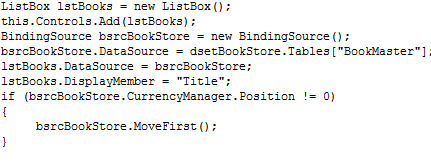 ListBox lstBooks = new ListBox();
this.Controls.Add(lstBooks);
BindingSource bsrcBookStore = new BindingSource();
bsrcBookStore.DataSource = dsetBookStore.Tables["BookMaster"];
lstBooks.DataSource = bsrcBookStore;
lstBooks.DisplayMember = "Title";
if (bsrcBookStore.CurrencyManager.Position != 0)
{
    bsrcBookStore.MoveFirst();
}